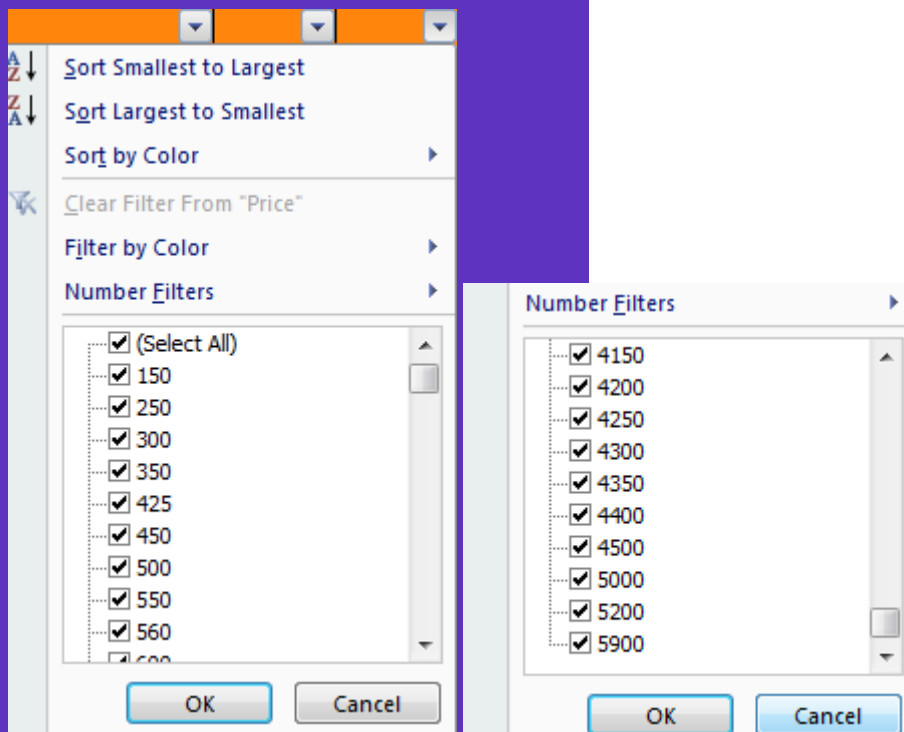 Sort Smallest to Largest
Sort Largest to Smallest
Sort by Color
Clear Filter From "Price"
Filter by Color
Number Filters
(Select All)
150
250
300
350
425
450
500
550
560
OK
Cancel
Number Filters
4150
4200
4250
4300
4350
4400
4500
5000
5200
5900
OK
Cancel